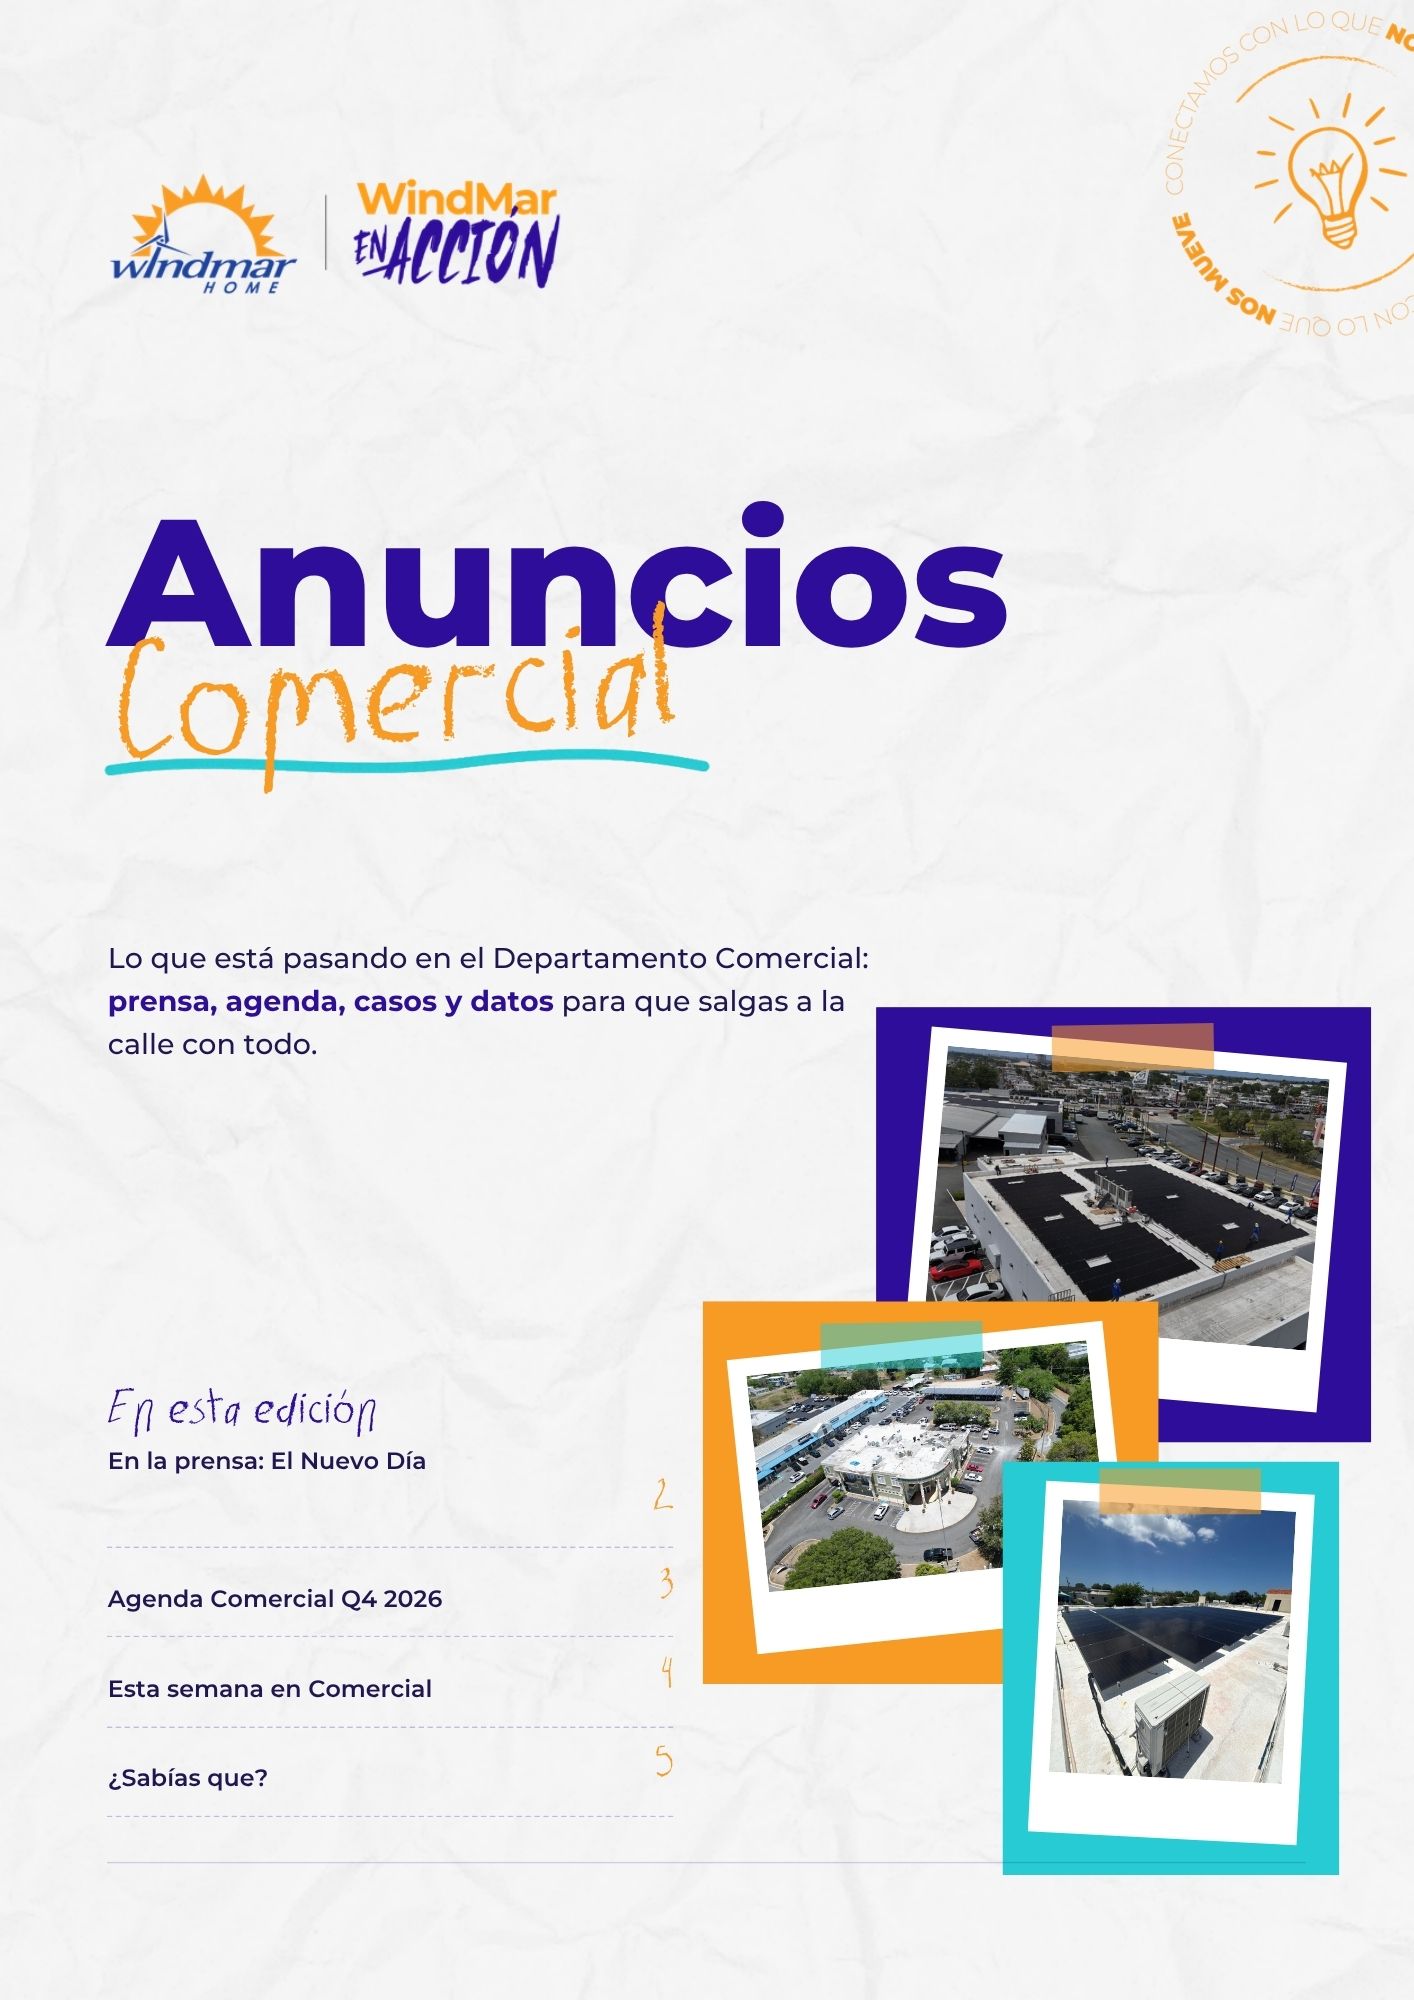 CONECTAMOS CON LO QUE NO
NOS MUEVE
CON LO QUE NOS MUEVE
windmar
HOME
WindMar
EN ACCIÓN
Anuncios
Comercial
Lo que está pasando en el Departamento Comercial:
prensa, agenda, casos y datos para que salgas a la
calle con todo.
En esta edición
En la prensa: El Nuevo Día
2
Agenda Comercial Q4 2026
3
Esta semana en Comercial
4
¿Sabías que?
5